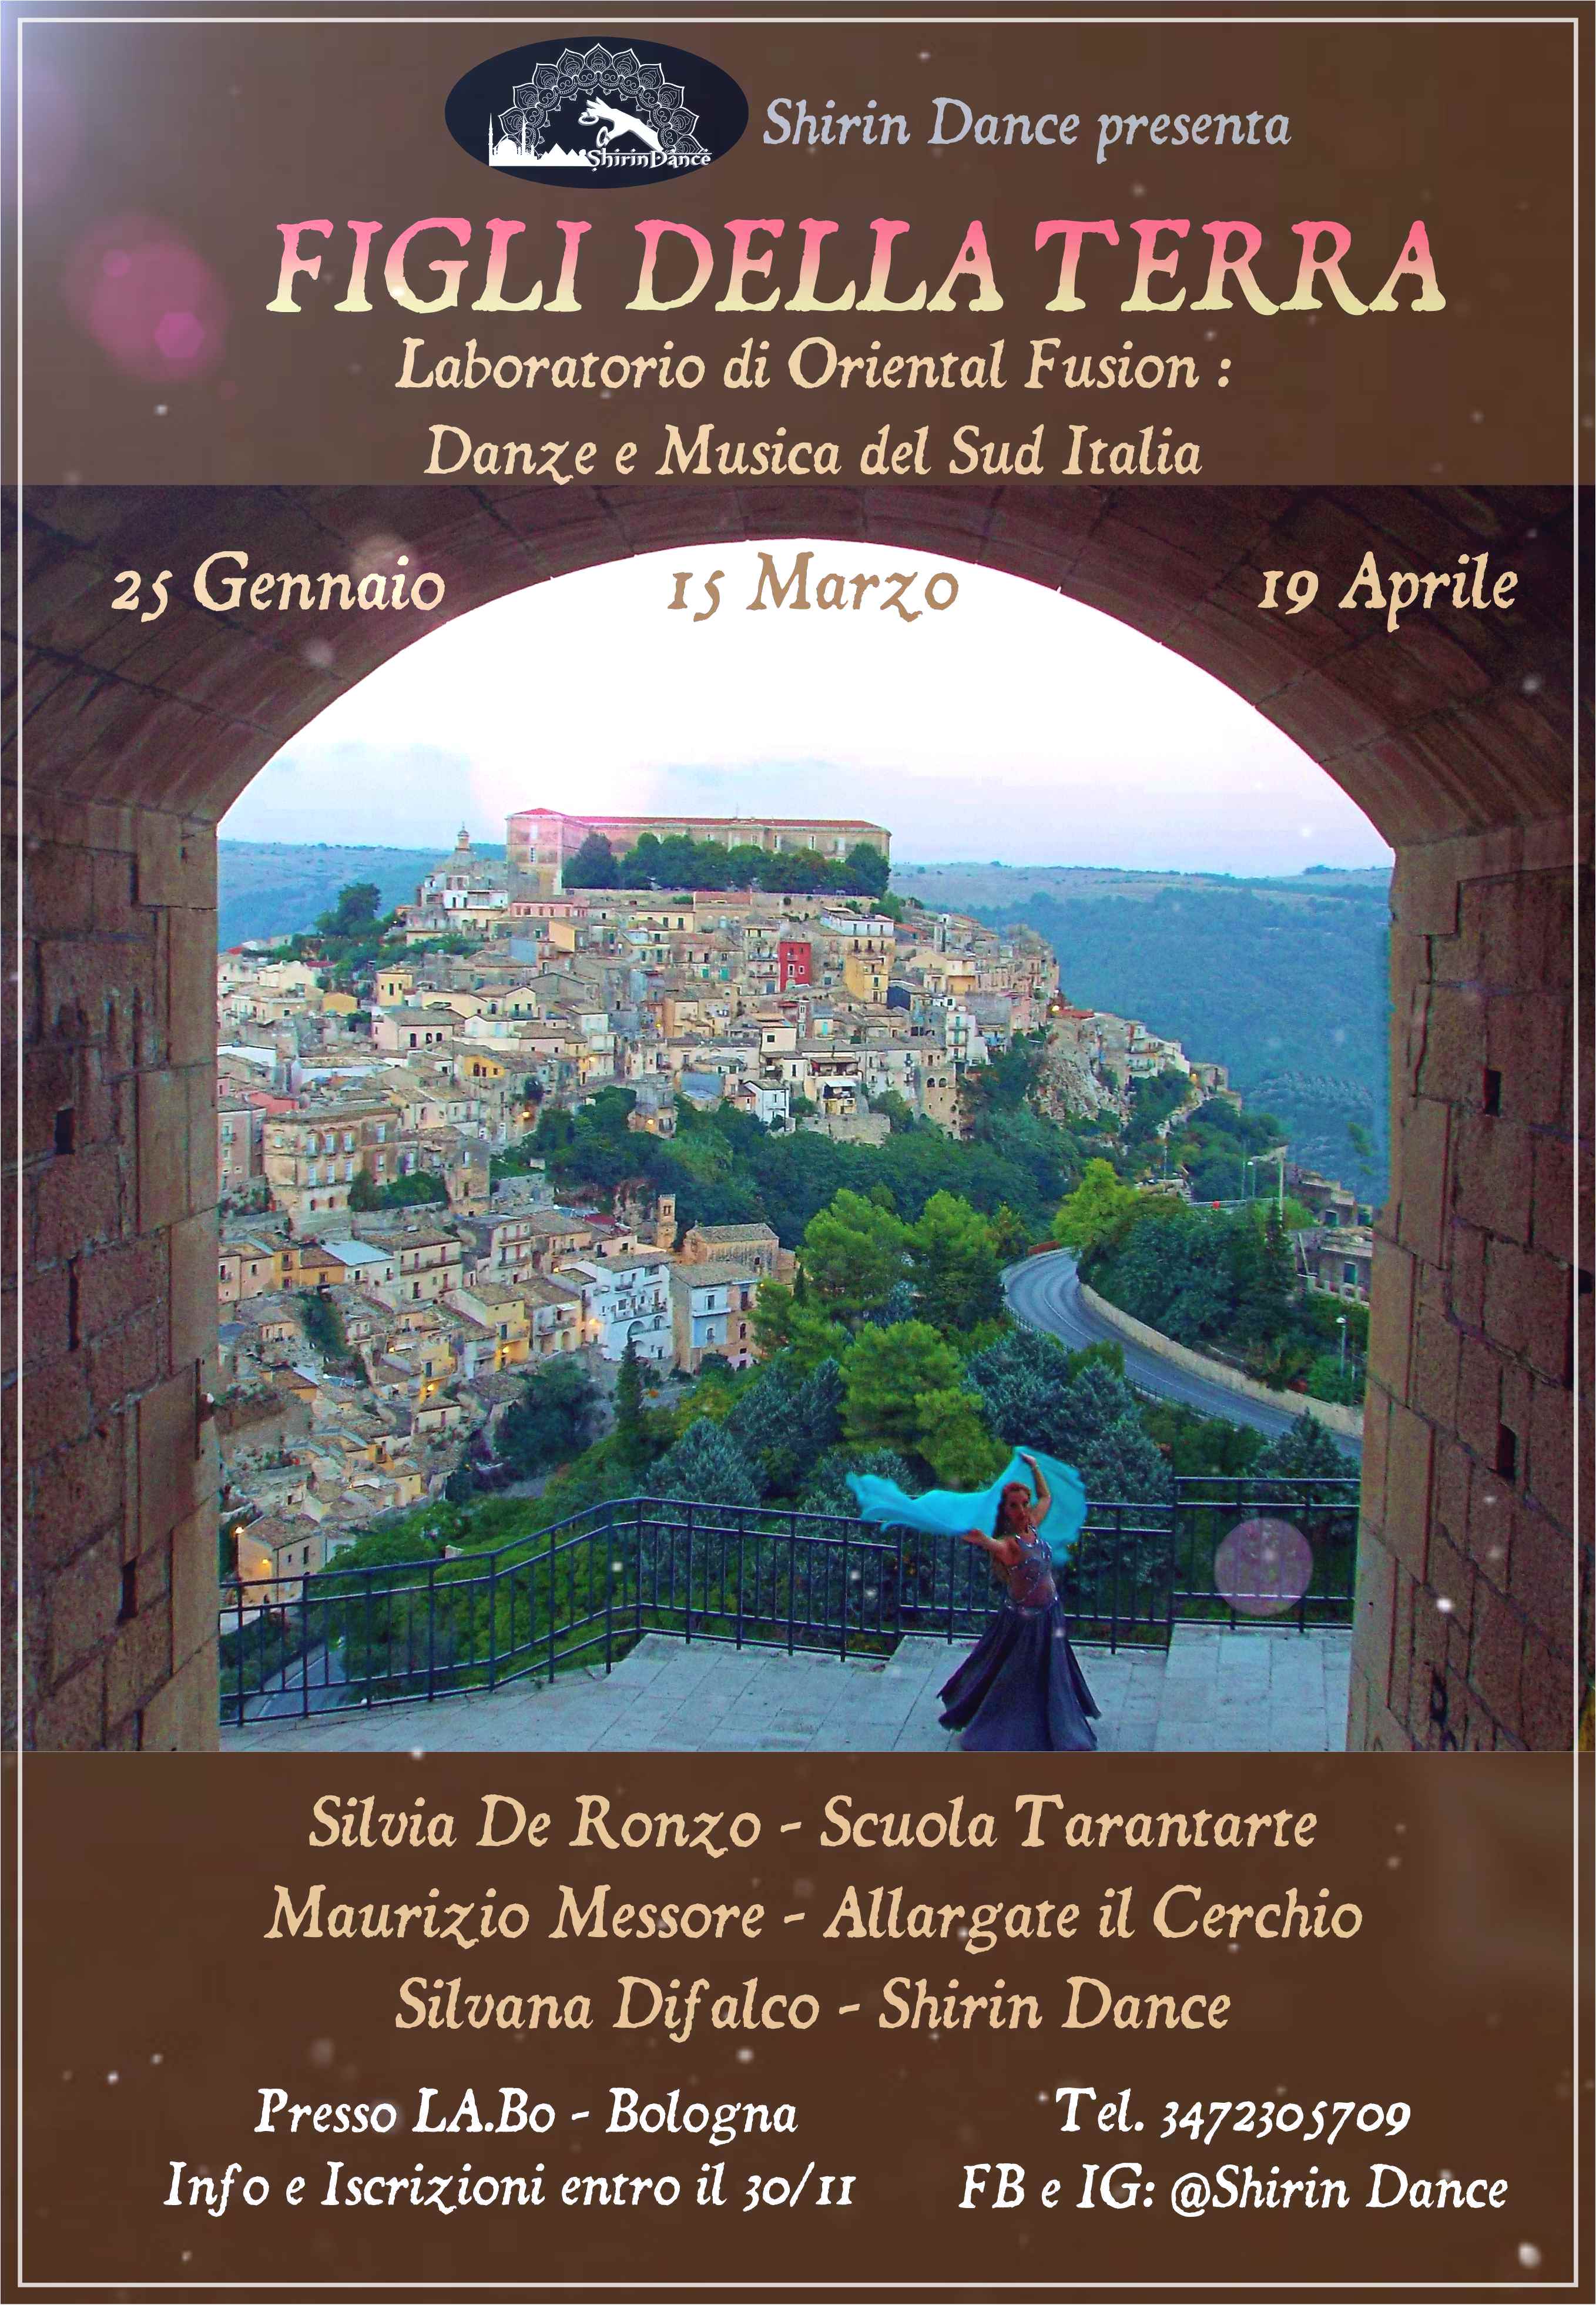 ShirinDance
Shirin Dance presenta
FIGLI DELLA TERRA
Laboratorio di Oriental Fusion :
Danze e Musica del Sud Italia
25 Gennaio 15 Marzo 19 Aprile
Silvia De Ronzo - Scuola Tarantarte
Maurizio Messore - Allargate il Cerchio
Silvana Difalco - Shirin Dance
Presso LA.Bo - Bologna
Info e Iscrizioni entro il 30/11
Tel. 3472305709
FB e IG: @Shirin Dance